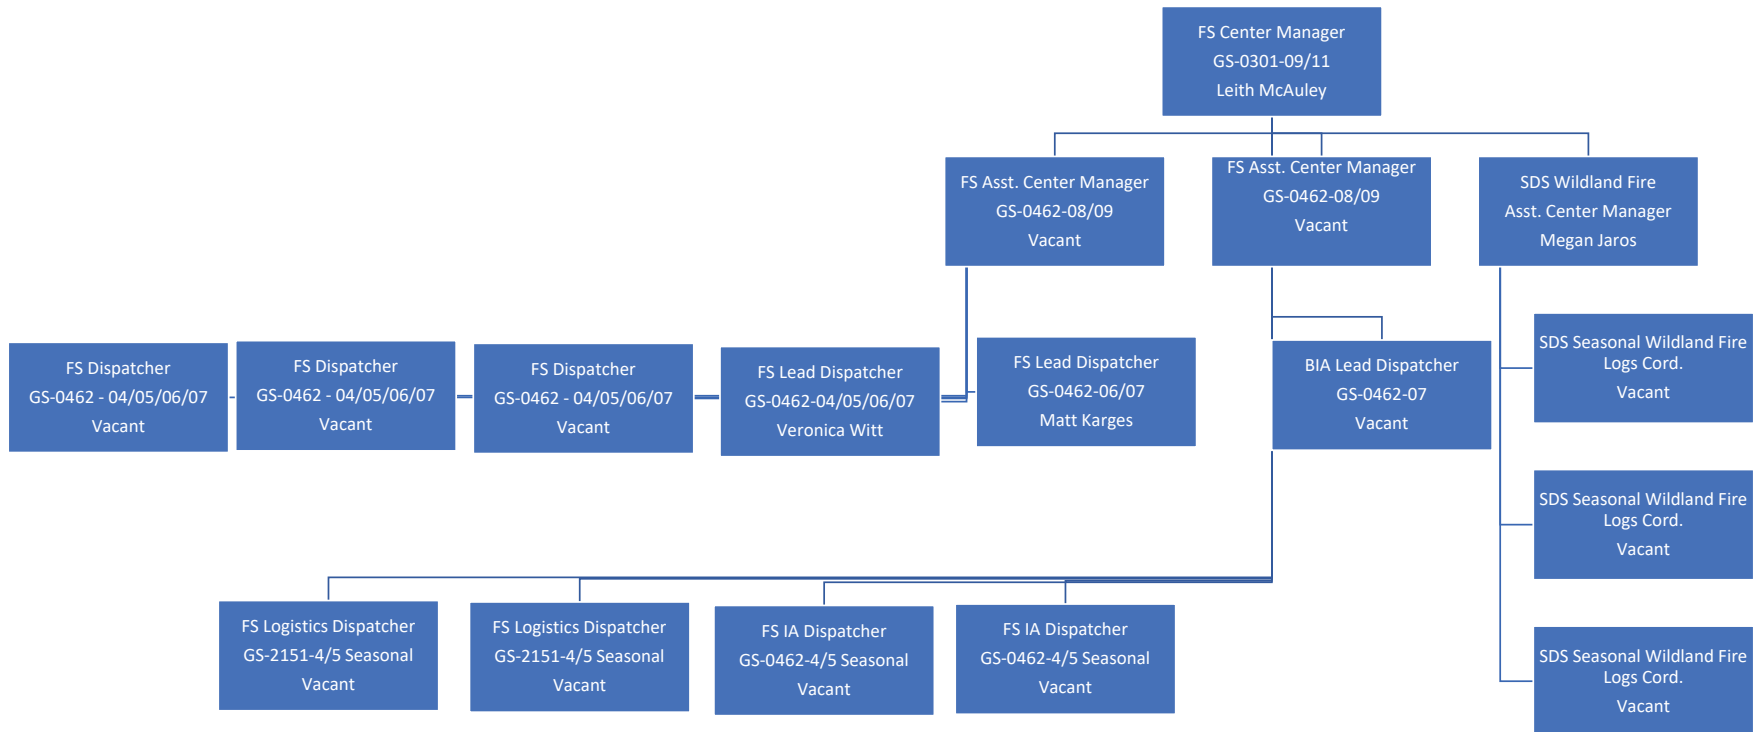 FS Center Manager
GS-0301-09/11
Leith McAuley
FS Asst. Center Manager
GS-0462-08/09
Vacant
FS Asst. Center Manager
GS-0462-08/09
Vacant
SDS Wildland Fire
Asst. Center Manager
Megan Jaros
FS Dispatcher
GS-0462 - 04/05/06/07
Vacant
FS Dispatcher
GS-0462 - 04/05/06/07
Vacant
FS Dispatcher
GS-0462 - 04/05/06/07
Vacant
FS Lead Dispatcher
GS-0462-04/05/06/07
Veronica Witt
FS Lead Dispatcher
GS-0462-06/07
Matt Karges
BIA Lead Dispatcher
GS-0462-07
Vacant
SDS Seasonal Wildland Fire
Logs Cord.
Vacant
SDS Seasonal Wildland Fire
Logs Cord.
Vacant
FS Logistics Dispatcher
GS-2151-4/5 Seasonal
Vacant
FS Logistics Dispatcher
GS-2151-4/5 Seasonal
Vacant
FS IA Dispatcher
GS-0462-4/5 Seasonal
Vacant
FS IA Dispatcher
GS-0462-4/5 Seasonal
Vacant
SDS Seasonal Wildland Fire
Logs Cord.
Vacant